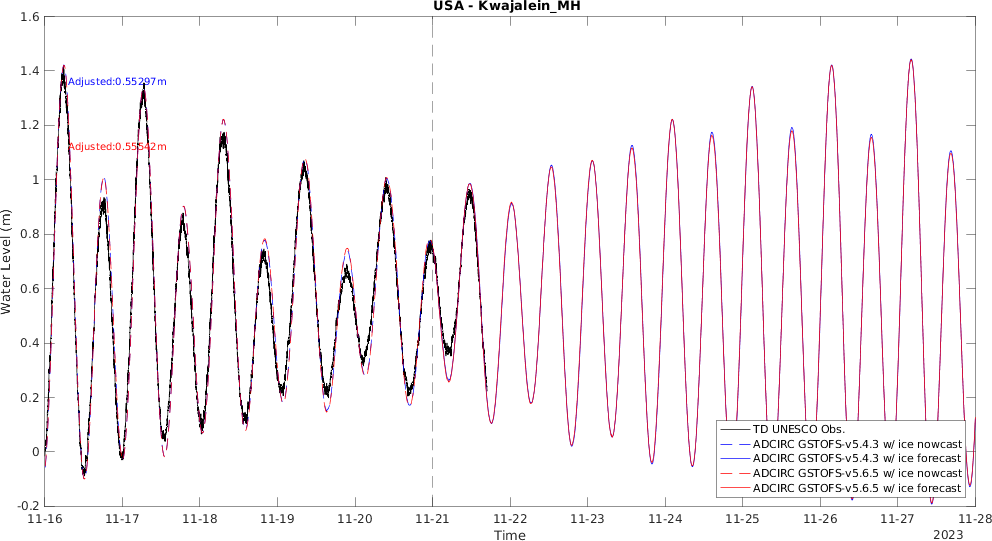 USA - Kwajalein_MH
1.6
1.4
1.2
1
0.8
0.6
0.4
0.2
0
-0.2
Water Level (m)
Adjusted:0.55297m
Adjusted:0.55542m
TD UNESCO Obs.
ADCIRC GSTOFS-v5.4.3 w/ ice nowcast
ADCIRC GSTOFS-v5.4.3 w/ ice forecast
ADCIRC GSTOFS-v5.6.5 w/ ice nowcast
ADCIRC GSTOFS-v5.6.5 w/ ice forecast
11-16 11-17 11-18 11-19 11-20 11-21 11-22 11-23 11-24 11-25 11-26 11-27 11-28
Time
2023